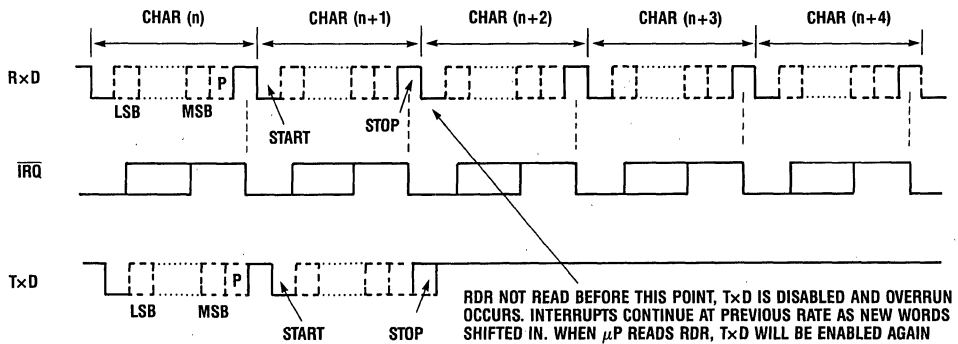 CHAR (n) CHAR (n+1) CHAR (n+2) CHAR (n+3) CHAR (n+4)
R×D
P
LSB MSB START STOP
IRQ
T×D
P
LSB MSB START STOP
RDR NOT READ BEFORE THIS POINT, T×D IS DISABLED AND OVERRUN
OCCURS. INTERRUPTS CONTINUE AT PREVIOUS RATE AS NEW WORDS
SHIFTED IN. WHEN μP READS RDR, T×D WILL BE ENABLED AGAIN